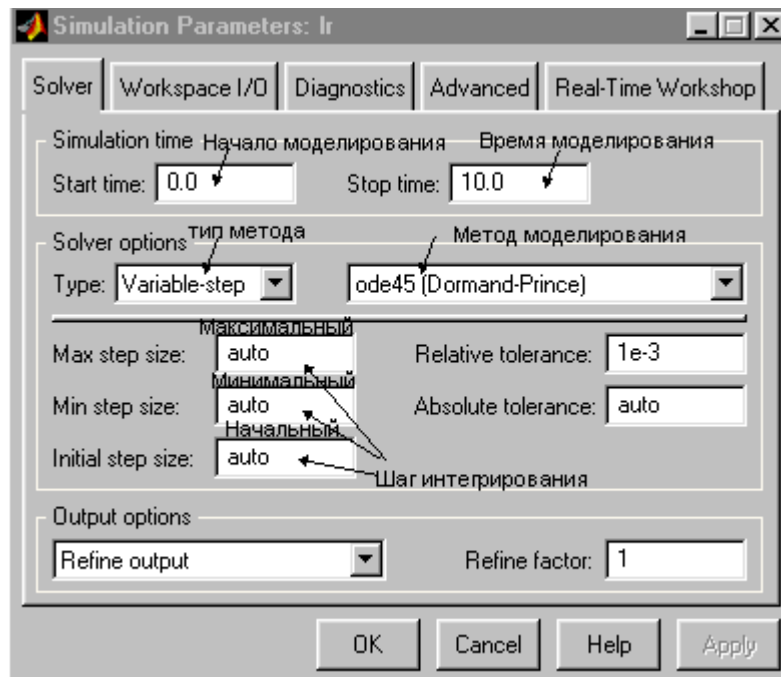 Simulation Parameters: lr
Solver Workspace I/O Diagnostics Advanced Real-Time Workshop
Simulation time Начало моделирования Время моделирования
Start time: 0.0 Stop time: 10.0
Solver options тип метода Метод моделирования
Type: Variable-step ode45 (Dormand-Prince)
Максимальный
Max step size: auto Relative tolerance: 1e-3
Минимальный
Min step size: auto Absolute tolerance: auto
Начальный
Initial step size: auto
Шаг интегрирования
Output options
Refine output Refine factor: 1
OK Cancel Help Apply